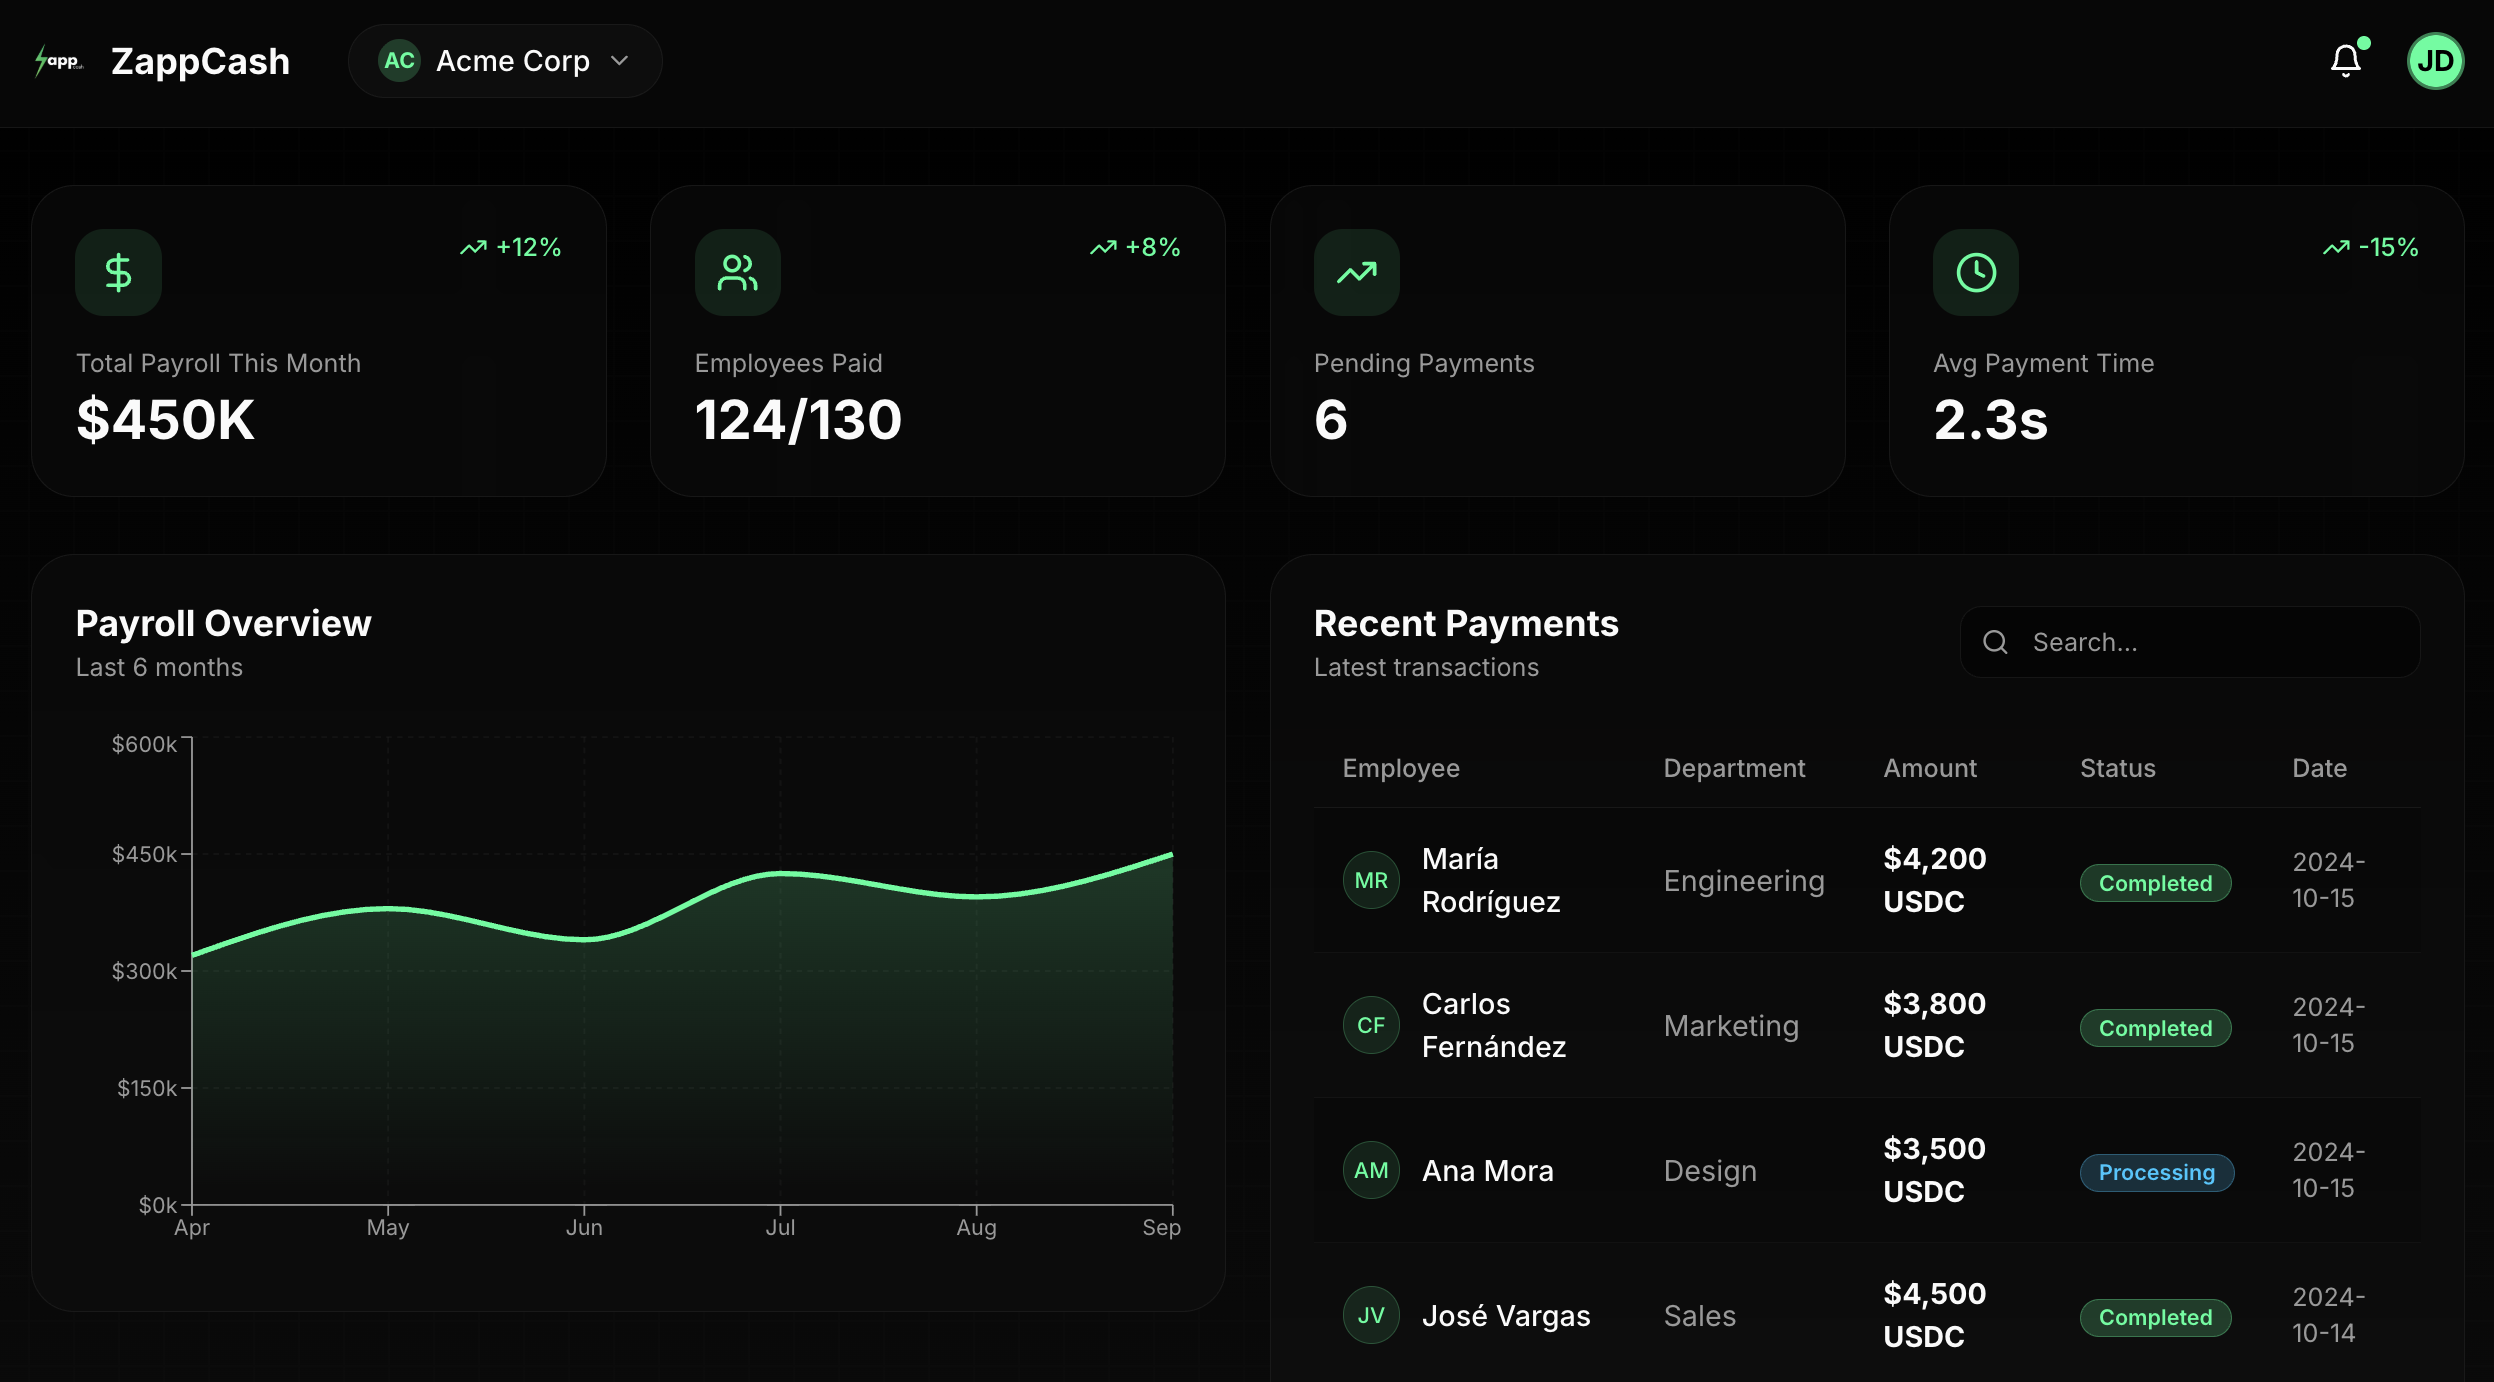 app
cash
ZappCash
AC
Acme Corp
JD
+12%
Total Payroll This Month
$450K
+8%
Employees Paid
124/130
Pending Payments
6
-15%
Avg Payment Time
2.3s
Payroll Overview
Last 6 months
$600k
$450k
$300k
$150k
$0k
Apr
May
Jun
Jul
Aug
Sep
Recent Payments
Latest transactions
Search...
Employee
Department
Amount
Status
Date
MR
María
Rodríguez
Engineering
$4,200
USDC
Completed
2024-
10-15
CF
Carlos
Fernández
Marketing
$3,800
USDC
Completed
2024-
10-15
AM
Ana Mora
Design
$3,500
USDC
Processing
2024-
10-15
JV
José Vargas
Sales
$4,500
USDC
Completed
2024-
10-14